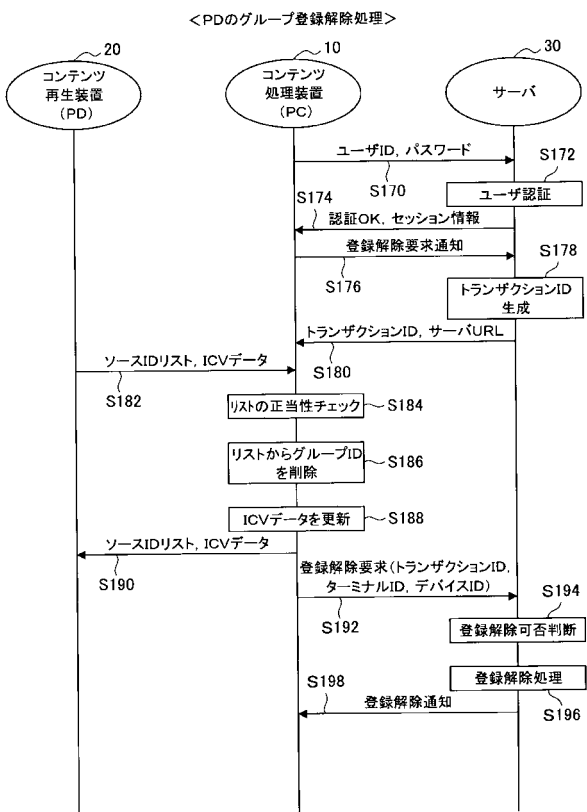 ＜PDのグループ登録解除処理＞
20
10
30
コンテンツ
再生装置
(PD)
コンテンツ
処理装置
(PC)
サーバ
ユーザID, パスワード
S170
S172
ユーザ認証
S174
認証OK, セッション情報
登録解除要求通知
S176
S178
トランザクションID
生成
トランザクションID, サーバURL
S180
ソースIDリスト, ICVデータ
S182
リストの正当性チェック
S184
リストからグループID
を削除
S186
ICVデータを更新
S188
ソースIDリスト, ICVデータ
S190
登録解除要求(トランザクションID,
ターミナルID, デバイスID)
S192
S194
登録解除可否判断
登録解除処理
S196
S198
登録解除通知